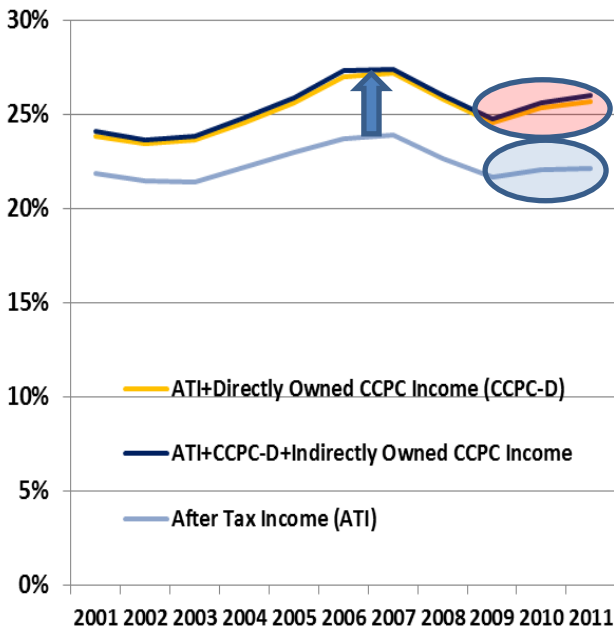 30%
25%
20%
15%
10%
5%
0%
ATI+Directly Owned CCPC Income (CCPC-D)
ATI+CCPC-D+Indirectly Owned CCPC Income
After Tax Income (ATI)
2001 2002 2003 2004 2005 2006 2007 2008 2009 2010 2011